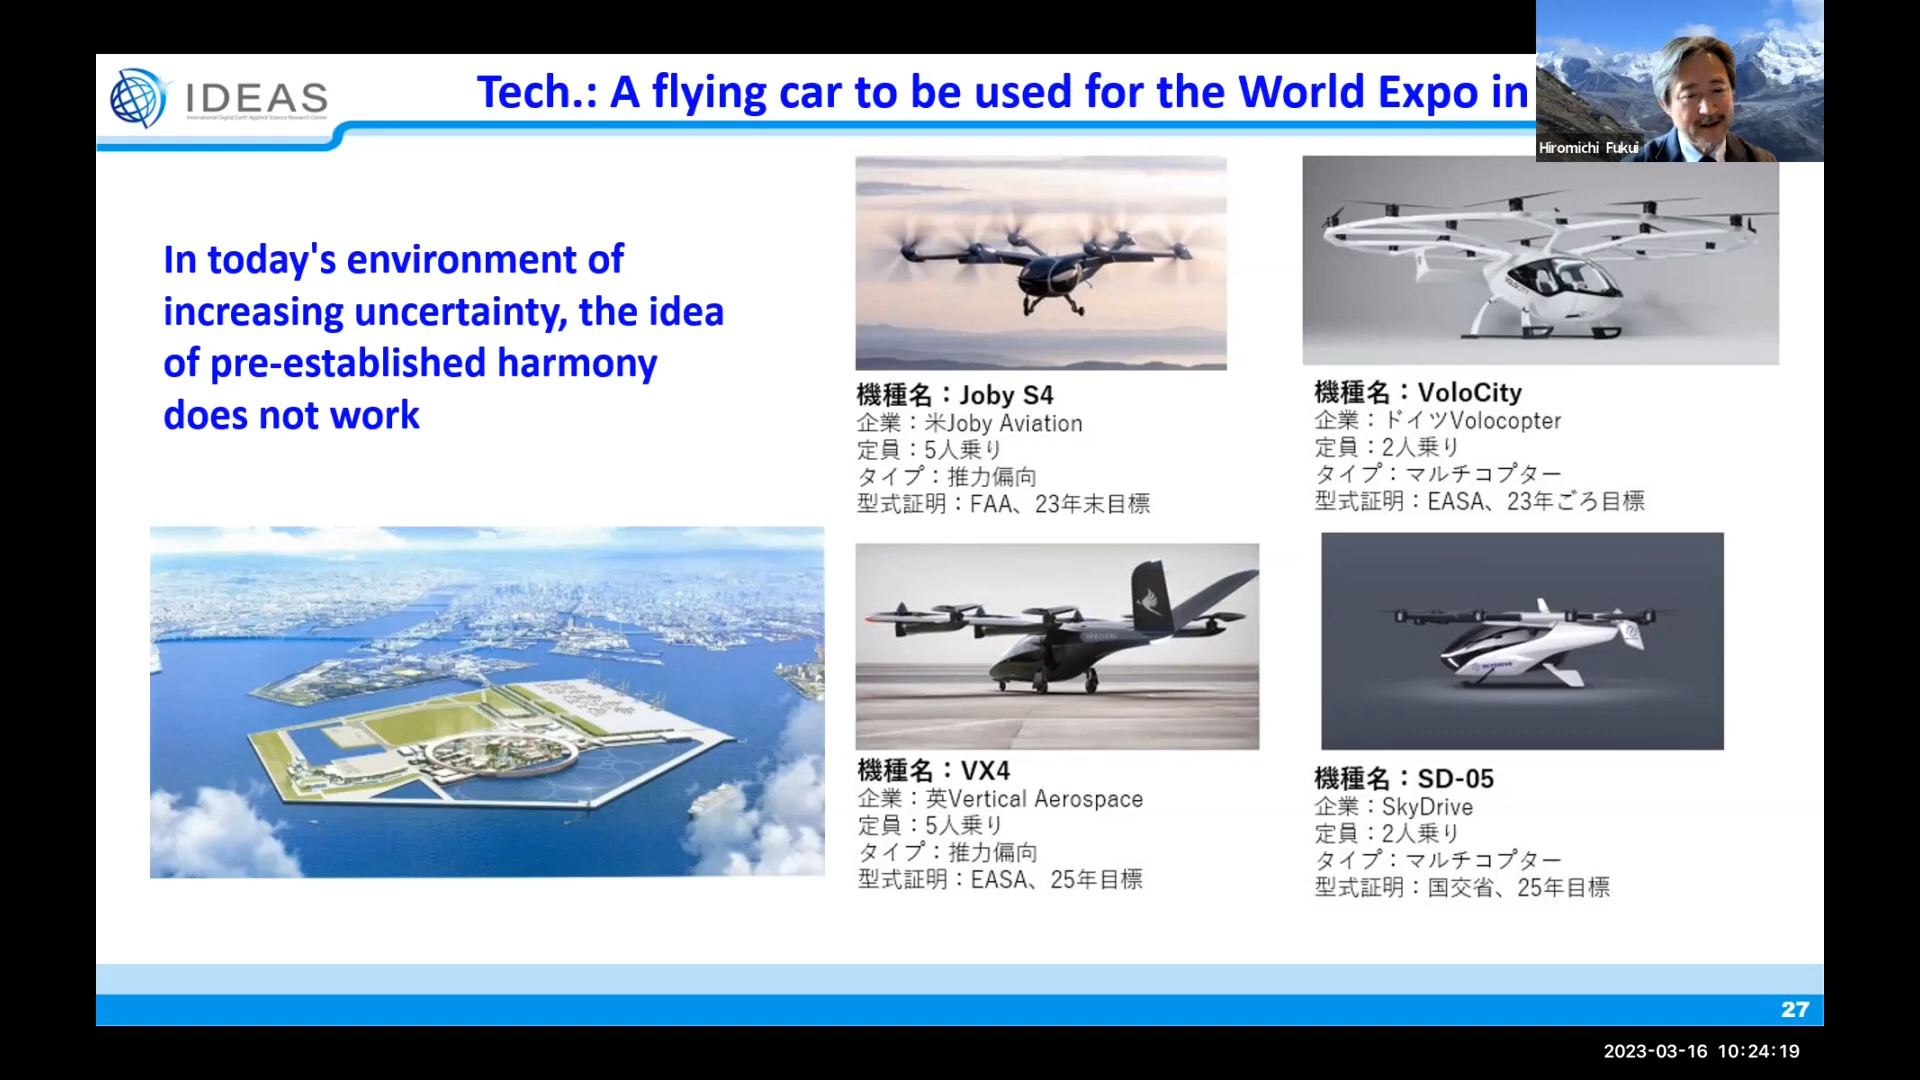 IDEAS
International Digital Earth Applied Science Research Center
Tech.: A flying car to be used for the World Expo in
Hiromichi Fukui
In today's environment of
increasing uncertainty, the idea
of pre-established harmony
does not work
機種名：Joby S4
企業：米Joby Aviation
定員：5人乗り
タイプ：推力偏向
型式証明：FAA、23年末目標
VOLOCITY
機種名：VoloCity
企業：ドイツVolocopter
定員：2人乗り
タイプ：マルチコプター
型式証明：EASA、23年ごろ目標
VERTICAL
機種名：VX4
企業：英Vertical Aerospace
定員：5人乗り
タイプ：推力偏向
型式証明：EASA、25年目標
SKYDRIVE
機種名：SD-05
企業：SkyDrive
定員：2人乗り
タイプ：マルチコプター
型式証明：国交省、25年目標
27
2023-03-16 10:24:19